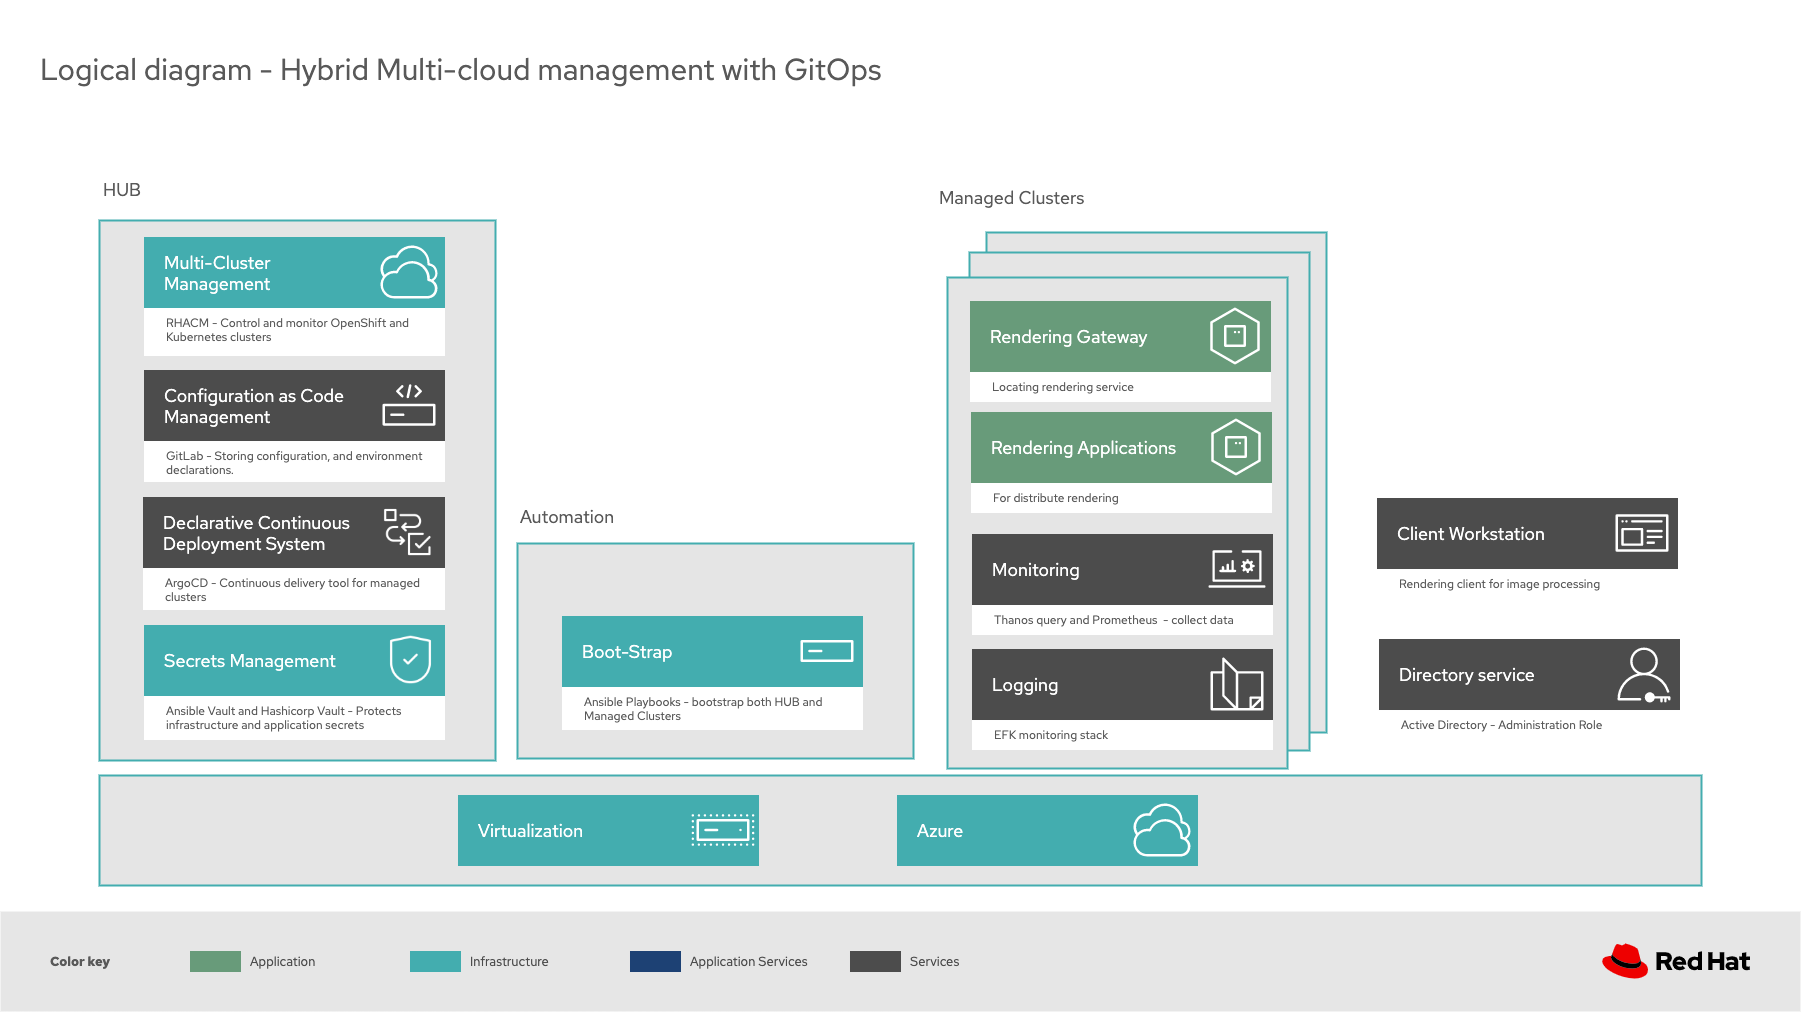 Logical diagram - Hybrid Multi-cloud management with GitOps
HUB
Multi-Cluster
Management
RHACM - Control and monitor OpenShift and
Kubernetes clusters
Configuration as Code
Management
GitLab - Storing configuration, and environment
declarations.
Declarative Continuous
Deployment System
ArgoCD - Continuous delivery tool for managed
clusters
Secrets Management
Ansible Vault and Hashicorp Vault - Protects
infrastructure and application secrets
Automation
Boot-Strap
Ansible Playbooks - bootstrap both HUB and
Managed Clusters
Managed Clusters
Rendering Gateway
Locating rendering service
Rendering Applications
For distribute rendering
Monitoring
Thanos query and Prometheus - collect data
Logging
EFK monitoring stack
Client Workstation
Rendering client for image processing
Directory service
Active Directory - Administration Role
Virtualization
Azure
Color key
Application
Infrastructure
Application Services
Services
Red Hat